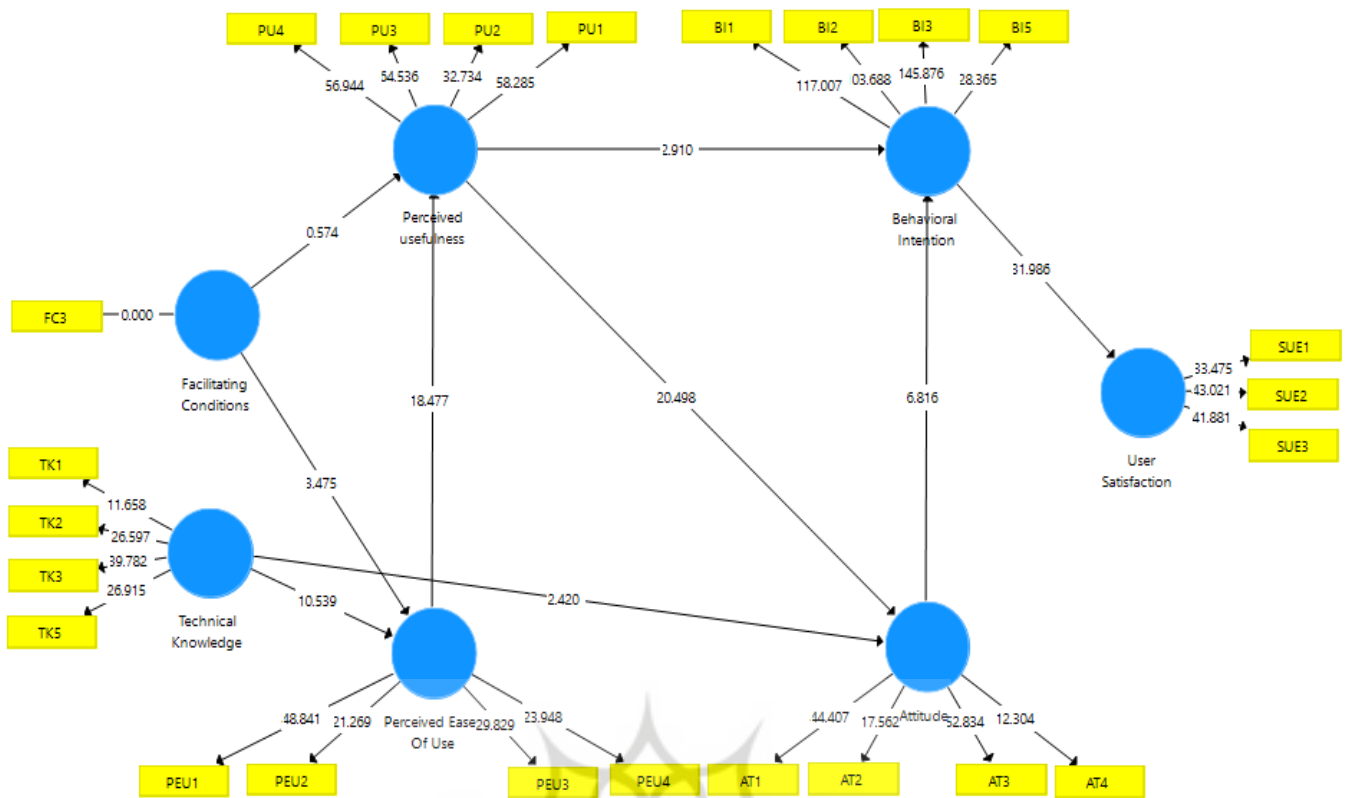 PU4
PU3
PU2
PU1
BI1
BI2
BI3
BI5
56.944
54.536
32.734
58.285
117.007
03.688
145.876
28.365
2.910
Perceived
usefulness
Behavioral
Intention
0.574
31.986
FC3
0.000
Facilitating
Conditions
18.477
20.498
6.816
SUE1
33.475
SUE2
43.021
SUE3
41.881
User
Satisfaction
3.475
TK1
11.658
TK2
26.597
TK3
39.782
TK5
26.915
Technical
Knowledge
10.539
2.420
48.841
21.269
Perceived Ease
Of Use
29.829
23.948
44.407
17.562
Attitude
52.834
12.304
PEU1
PEU2
PEU3
PEU4
AT1
AT2
AT3
AT4